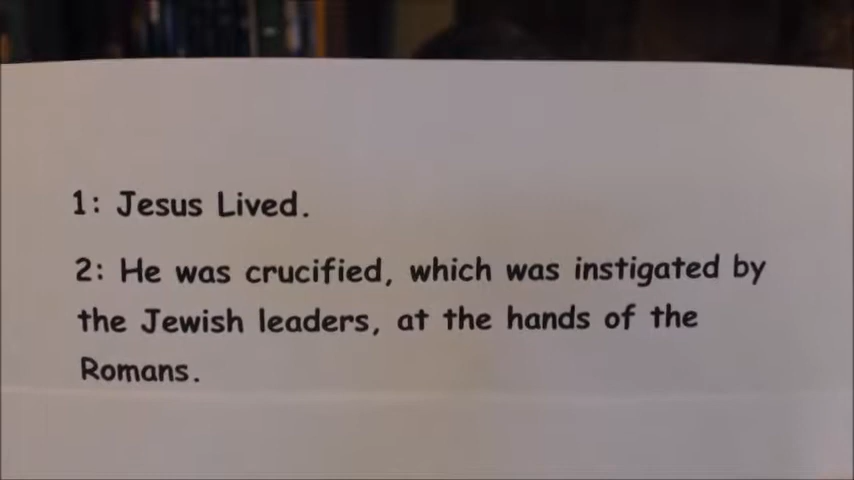 1: Jesus Lived.
2: He was crucified, which was instigated by
the Jewish leaders, at the hands of the
Romans.